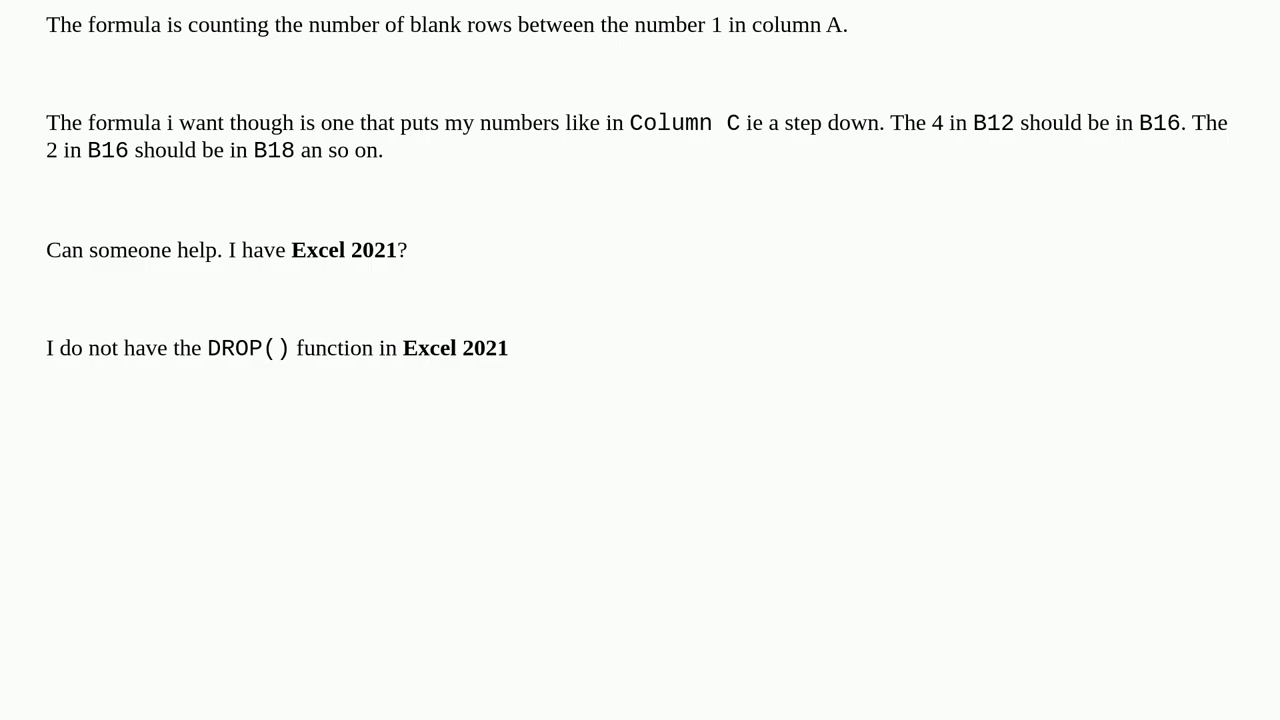 The formula is counting the number of blank rows between the number 1 in column A.
The formula i want though is one that puts my numbers like in Column C ie a step down. The 4 in B12 should be in B16. The
2 in B16 should be in B18 an so on.
Can someone help. I have Excel 2021?
I do not have the DROP() function in Excel 2021